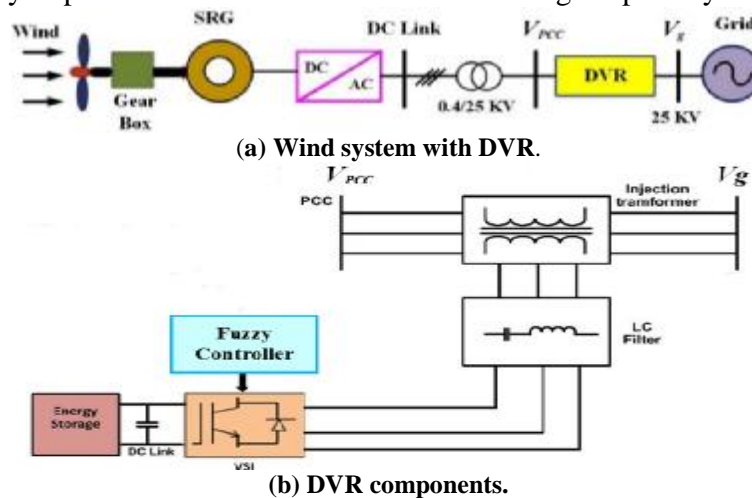 Wind
SRG
DC Link
V_PCC
V_g
Grid
DC
AC
DVR
Gear
Box
0.4/25 KV
25 KV
(a) Wind system with DVR.
V_PCC
Vg
PCC
Injection
tramformer
LC
Filter
Fuzzy
Controller
Energy
Storage
DC Link
VSI
(b) DVR components.